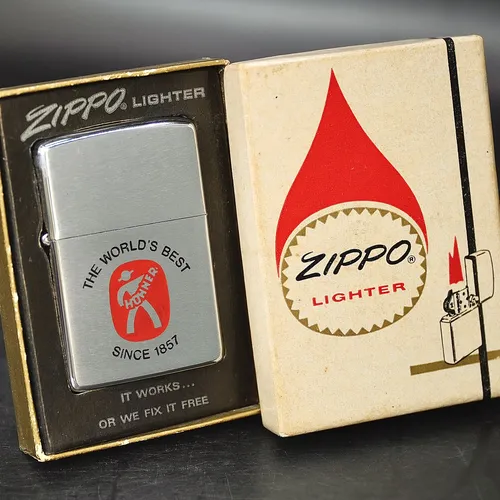 ZIPPO® LIGHTER
THE WORLD'S BEST
HOHNER
SINCE 1857
IT WORKS...
OR WE FIX IT FREE
ZIPPO®
LIGHTER